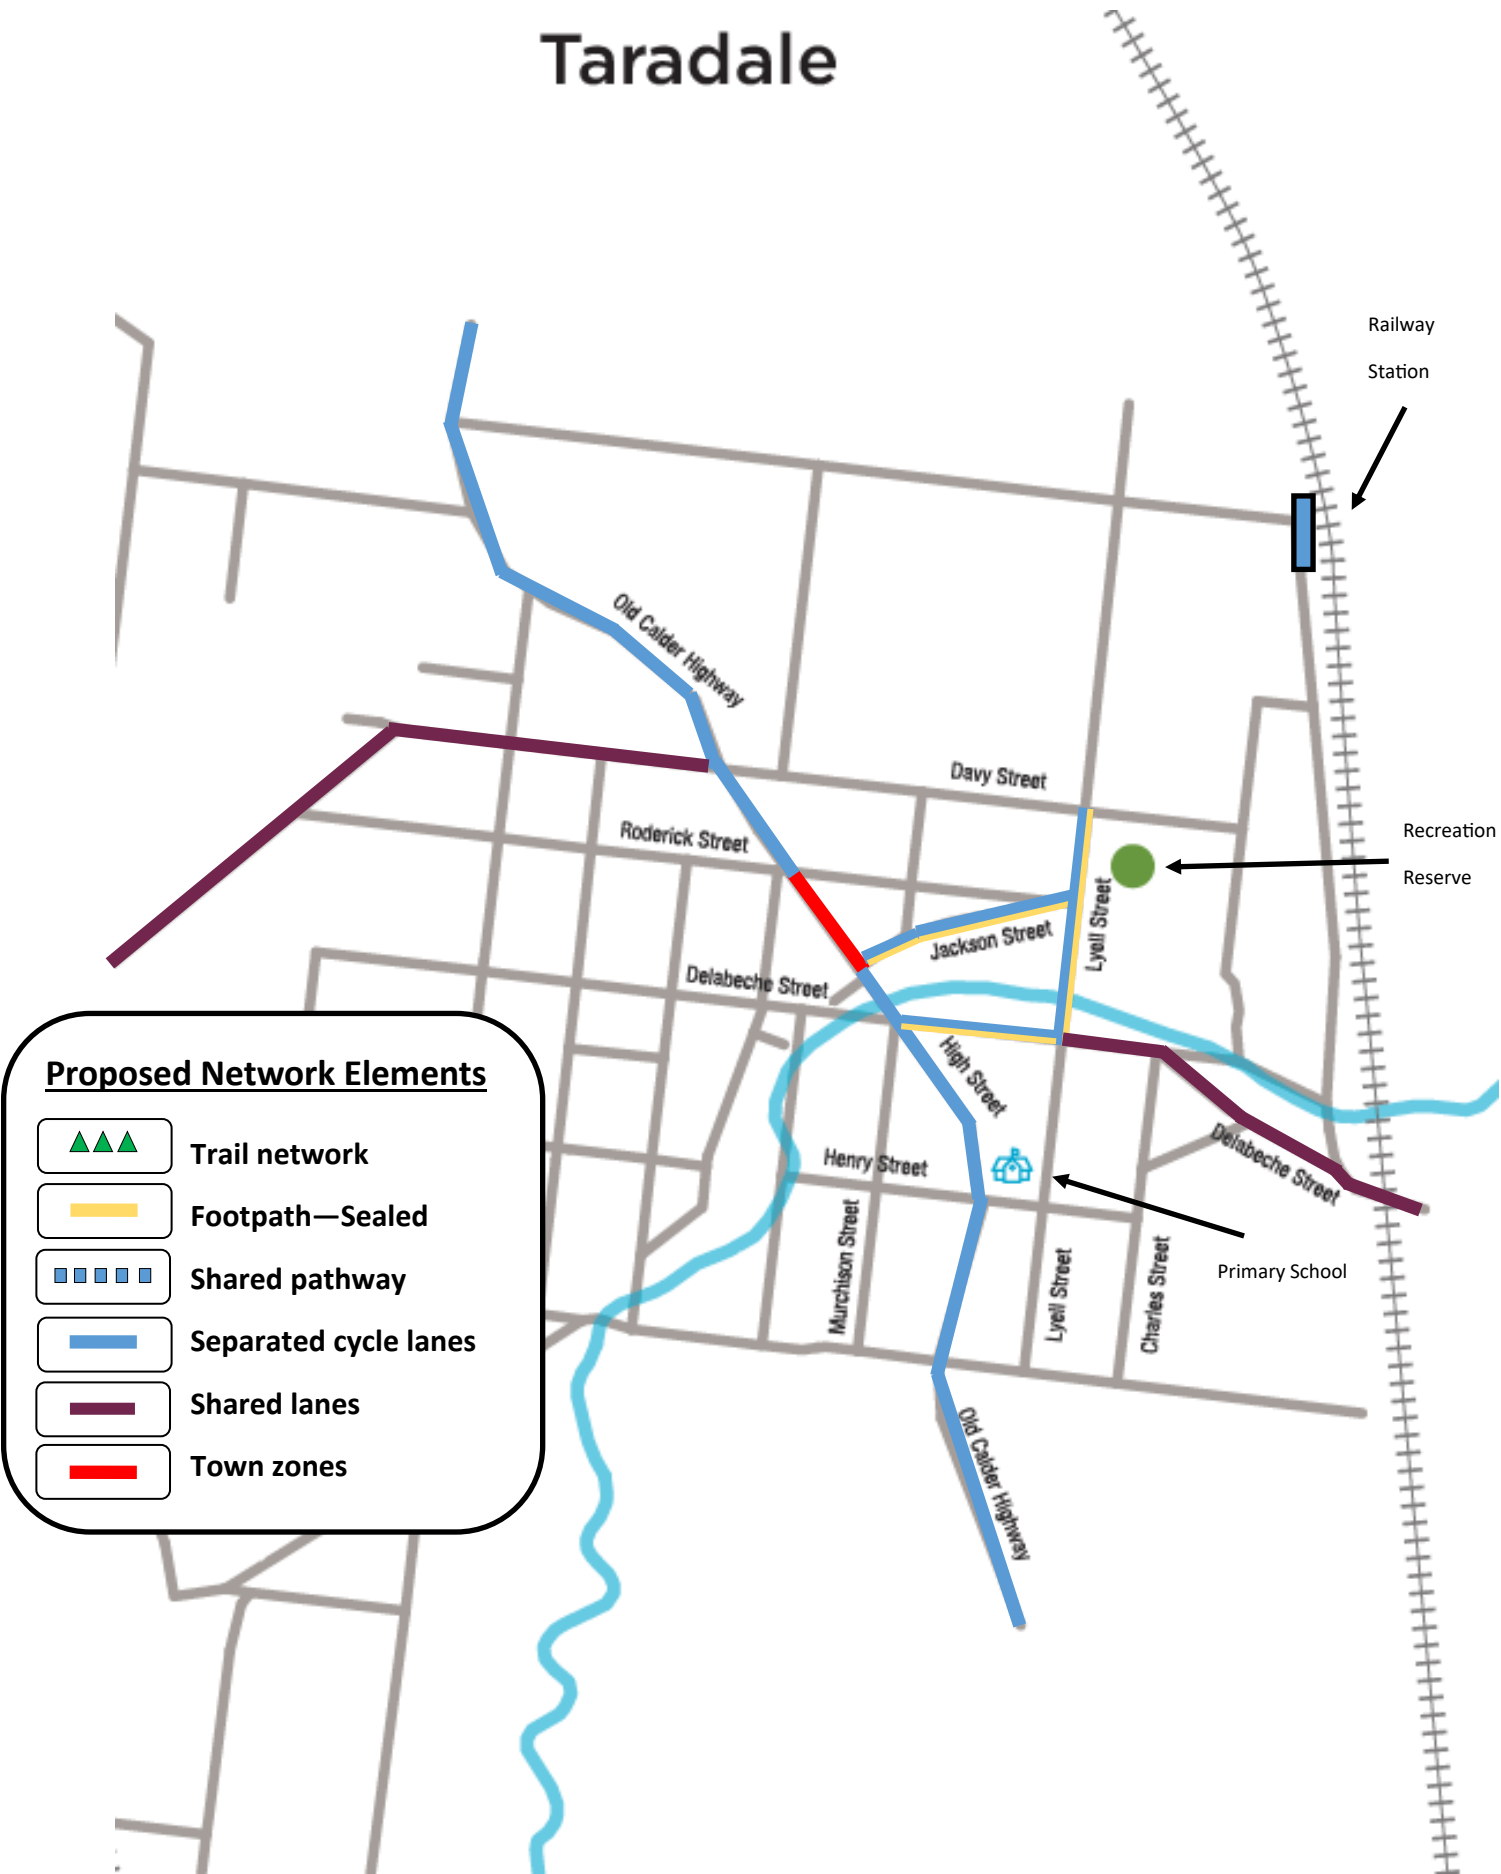 Taradale
Railway
Station
Old Calder Highway
Davy Street
Roderick Street
Recreation
Reserve
Lyell Street
Jackson Street
Delabeche Street
High Street
Proposed Network Elements
Trail network
Footpath—Sealed
Shared pathway
Separated cycle lanes
Shared lanes
Town zones
Henry Street
Delabeche Street
Murchison Street
Lyell Street
Charles Street
Primary School
Old Calder Highway